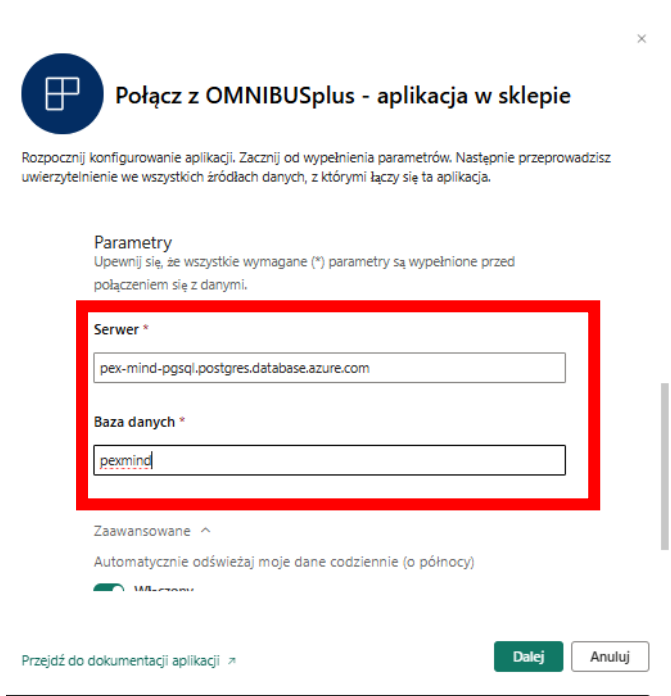 Połącz z OMNIBUSplus - aplikacja w sklepie
Rozpocznij konfigurowanie aplikacji. Zacznij od wypełnienia parametrów. Następnie przeprowadzisz
uwierzytelnienie we wszystkich źródłach danych, z którymi łączy się ta aplikacja.
Parametry
Upewnij się, że wszystkie wymagane (*) parametry są wypełnione przed
połączeniem się z danymi.
Serwer *
pex-mind-pgsql.postgres.database.azure.com
Baza danych *
pexmind
Zaawansowane
Automatycznie odświeżaj moje dane codziennie (o północy)
Włączony
Przejdź do dokumentacji aplikacji
Dalej
Anuluj